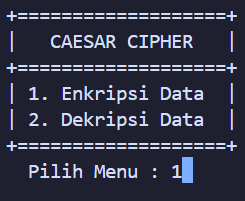 +===================+
|   CAESAR CIPHER   |
+===================+
| 1. Enkripsi Data  |
| 2. Dekripsi Data  |
+===================+
  Pilih Menu : 1